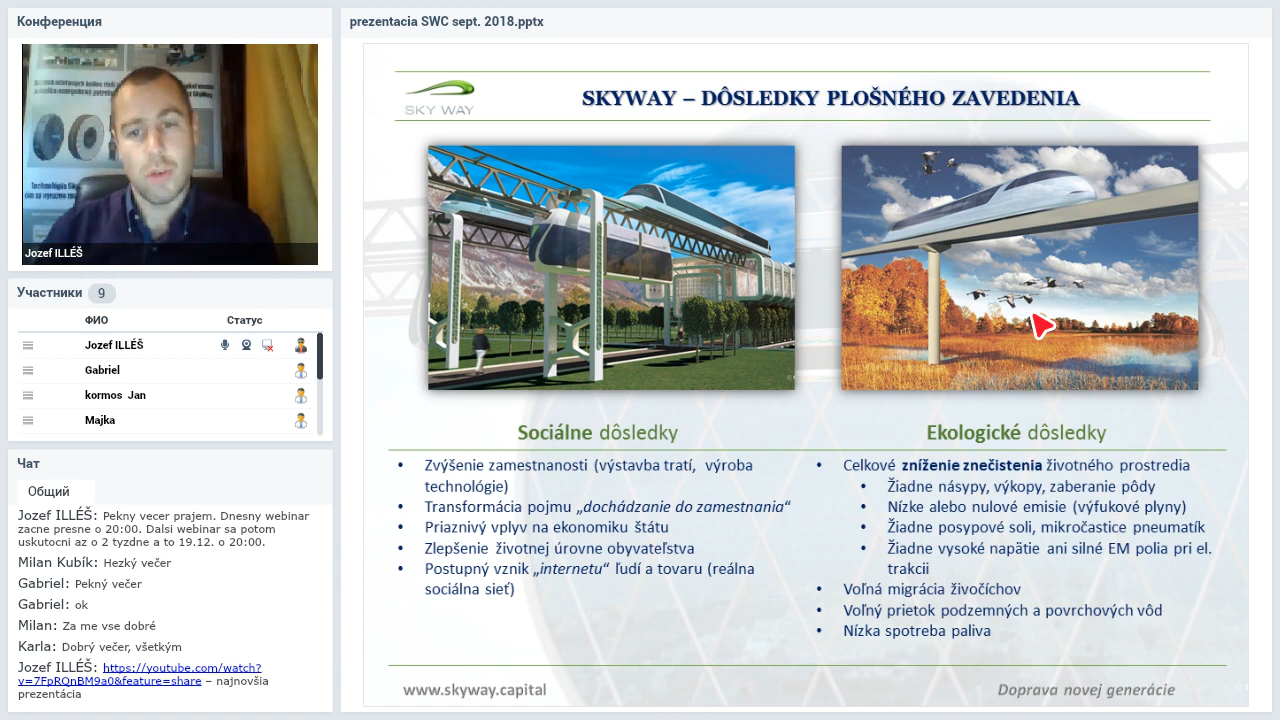 Конференция
Jozef ILLÉŠ
Участники 9
ФИО Статус
Jozef ILLÉŠ
Gabriel
kormos Jan
Majka
Чат
Общий
Jozef ILLÉŠ: Pekny vecer prajem. Dnesny webinar
zacne presne o 20:00. Dalsi webinar sa potom
uskutocni az o 2 tyzdne a to 19.12. o 20:00.
Milan Kubík: Hezký večer
Gabriel: Pekný večer
Gabriel: ok
Milan: Za me vse dobré
Karla: Dobrý večer, všetkým
Jozef ILLÉŠ: https://youtube.com/watch?
v=7FpRQnBM9a0&feature=share – najnovšia
prezentácia
prezentacia SWC sept. 2018.pptx
SKY WAY
SKYWAY – DÔSLEDKY PLOŠNÉHO ZAVEDENIA
Sociálne dôsledky
• Zvýšenie zamestnanosti (výstavba tratí, výroba
technológie)
• Transformácia pojmu „dochádzanie do zamestnania“
• Priaznivý vplyv na ekonomiku štátu
• Zlepšenie životnej úrovne obyvateľstva
• Postupný vznik „internetu“ ľudí a tovaru (reálna
sociálna sieť)
Ekologické dôsledky
• Celkové zníženie znečistenia životného prostredia
• Žiadne násypy, výkopy, zaberanie pôdy
• Nízke alebo nulové emisie (výfukové plyny)
• Žiadne posypové soli, mikročastice pneumatík
• Žiadne vysoké napätie ani silné EM polia pri el.
trakcii
• Voľná migrácia živočíchov
• Voľný prietok podzemných a povrchových vôd
• Nízka spotreba paliva
www.skyway.capital
Doprava novej generácie